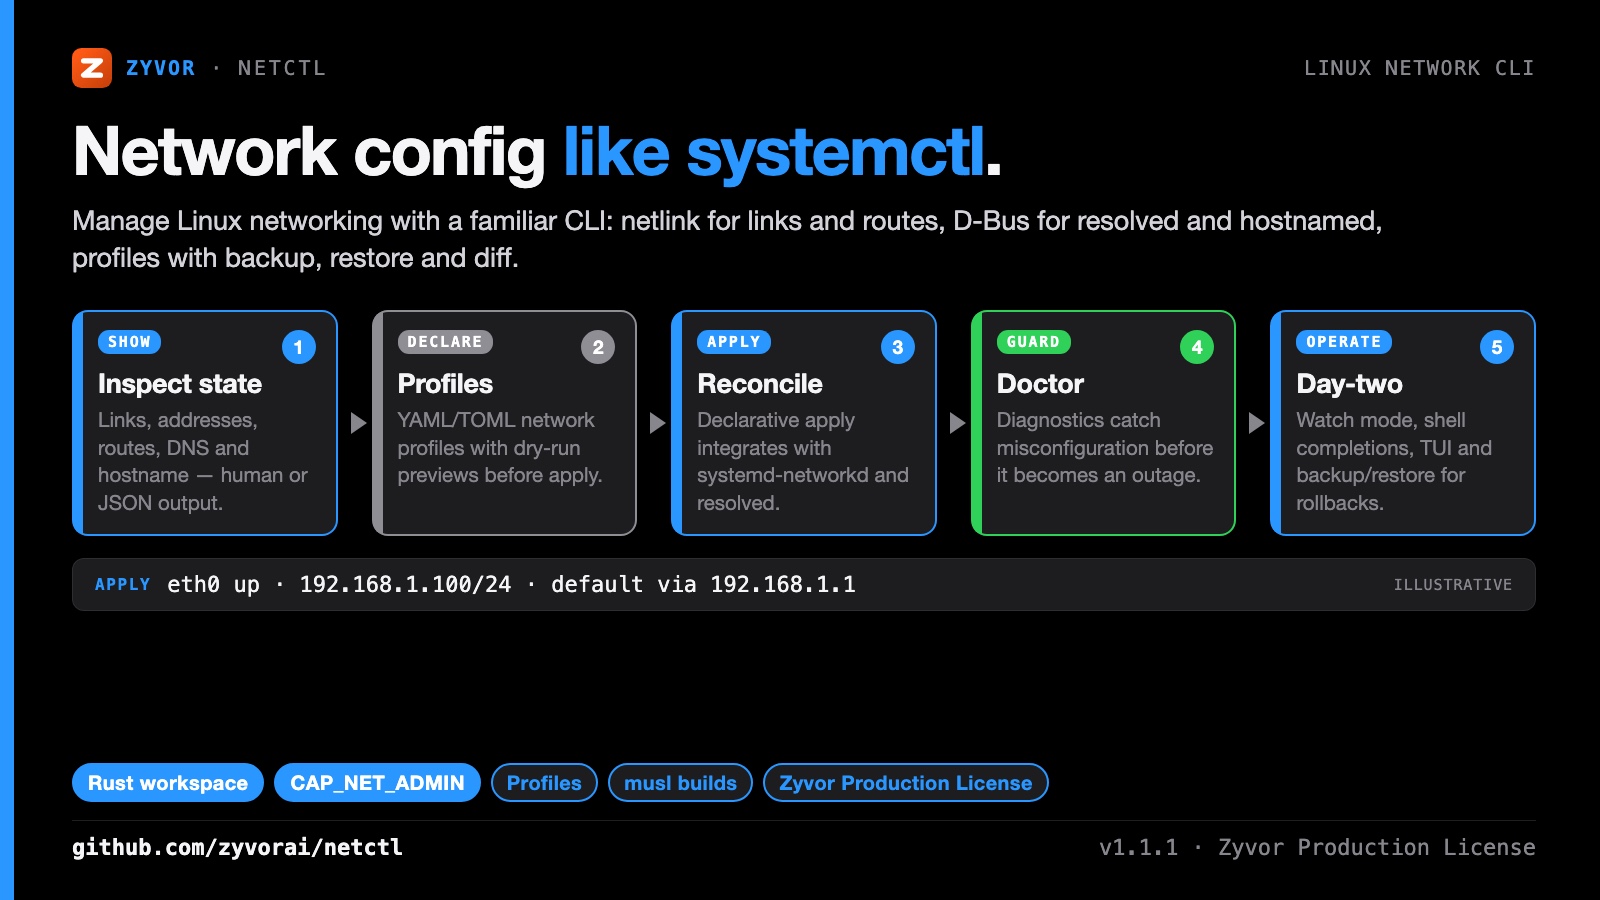 Z ZYVOR · NETCTL
LINUX NETWORK CLI
Network config like systemctl.
Manage Linux networking with a familiar CLI: netlink for links and routes, D-Bus for resolved and hostnamed,
profiles with backup, restore and diff.
SHOW 1
Inspect state
Links, addresses,
routes, DNS and
hostname — human or
JSON output.
DECLARE 2
Profiles
YAML/TOML network
profiles with dry-run
previews before apply.
APPLY 3
Reconcile
Declarative apply
integrates with
systemd-networkd and
resolved.
GUARD 4
Doctor
Diagnostics catch
misconfiguration before
it becomes an outage.
OPERATE 5
Day-two
Watch mode, shell
completions, TUI and
backup/restore for
rollbacks.
APPLY eth0 up · 192.168.1.100/24 · default via 192.168.1.1 ILLUSTRATIVE
Rust workspace CAP_NET_ADMIN Profiles musl builds Zyvor Production License
github.com/zyvorai/netctl
v1.1.1 · Zyvor Production License